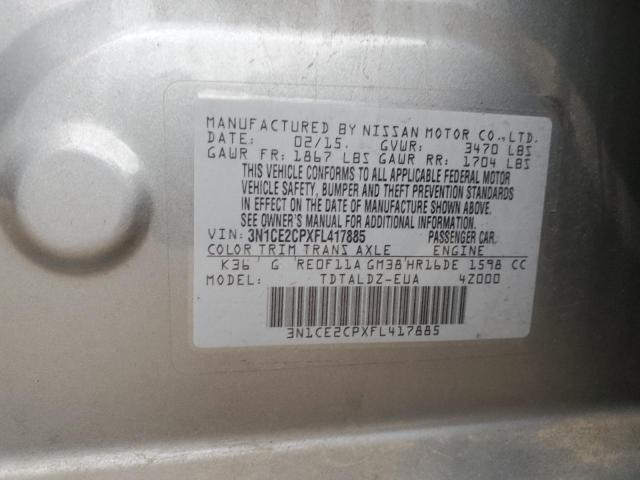 MANUFACTURED BY NISSAN MOTOR CO.,LTD.
DATE: 02/15. GVWR: 3470 LBS
GAWR FR: 1867 LBS GAWR RR: 1704 LBS
THIS VEHICLE CONFORMS TO ALL APPLICABLE FEDERAL MOTOR
VEHICLE SAFETY, BUMPER AND THEFT PREVENTION STANDARDS
IN EFFECT ON THE DATE OF MANUFACTURE SHOWN ABOVE.
SEE OWNER'S MANUAL FOR ADDITIONAL INFORMATION.
VIN: 3N1CE2CPXFL417885 PASSENGER CAR
COLOR TRIM TRANS AXLE ENGINE
K36 G RE0F11A GM38 HR16DE 1598 CC
MODEL: TDTALDZ-EUA 42000
3N1CE2CPXFL417885